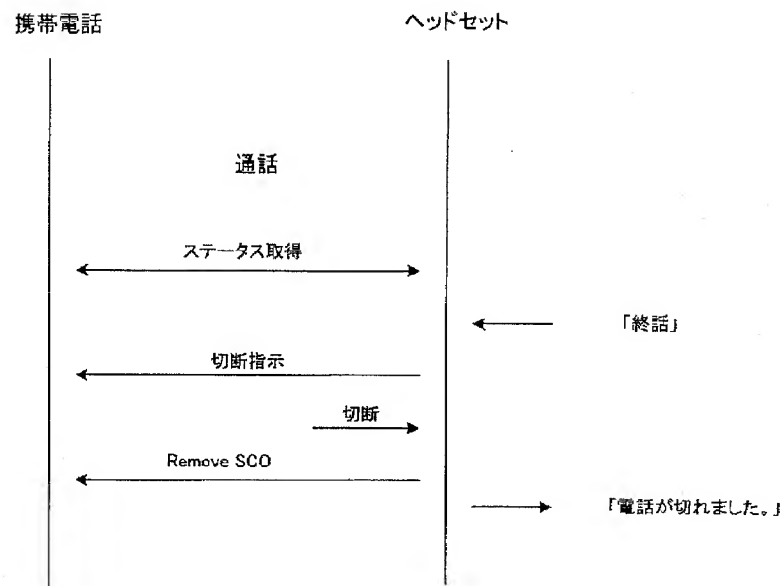 携帯電話
ヘッドセット
通話
ステータス取得
「終話」
切断指示
切断
Remove SCO
「電話が切れました。」